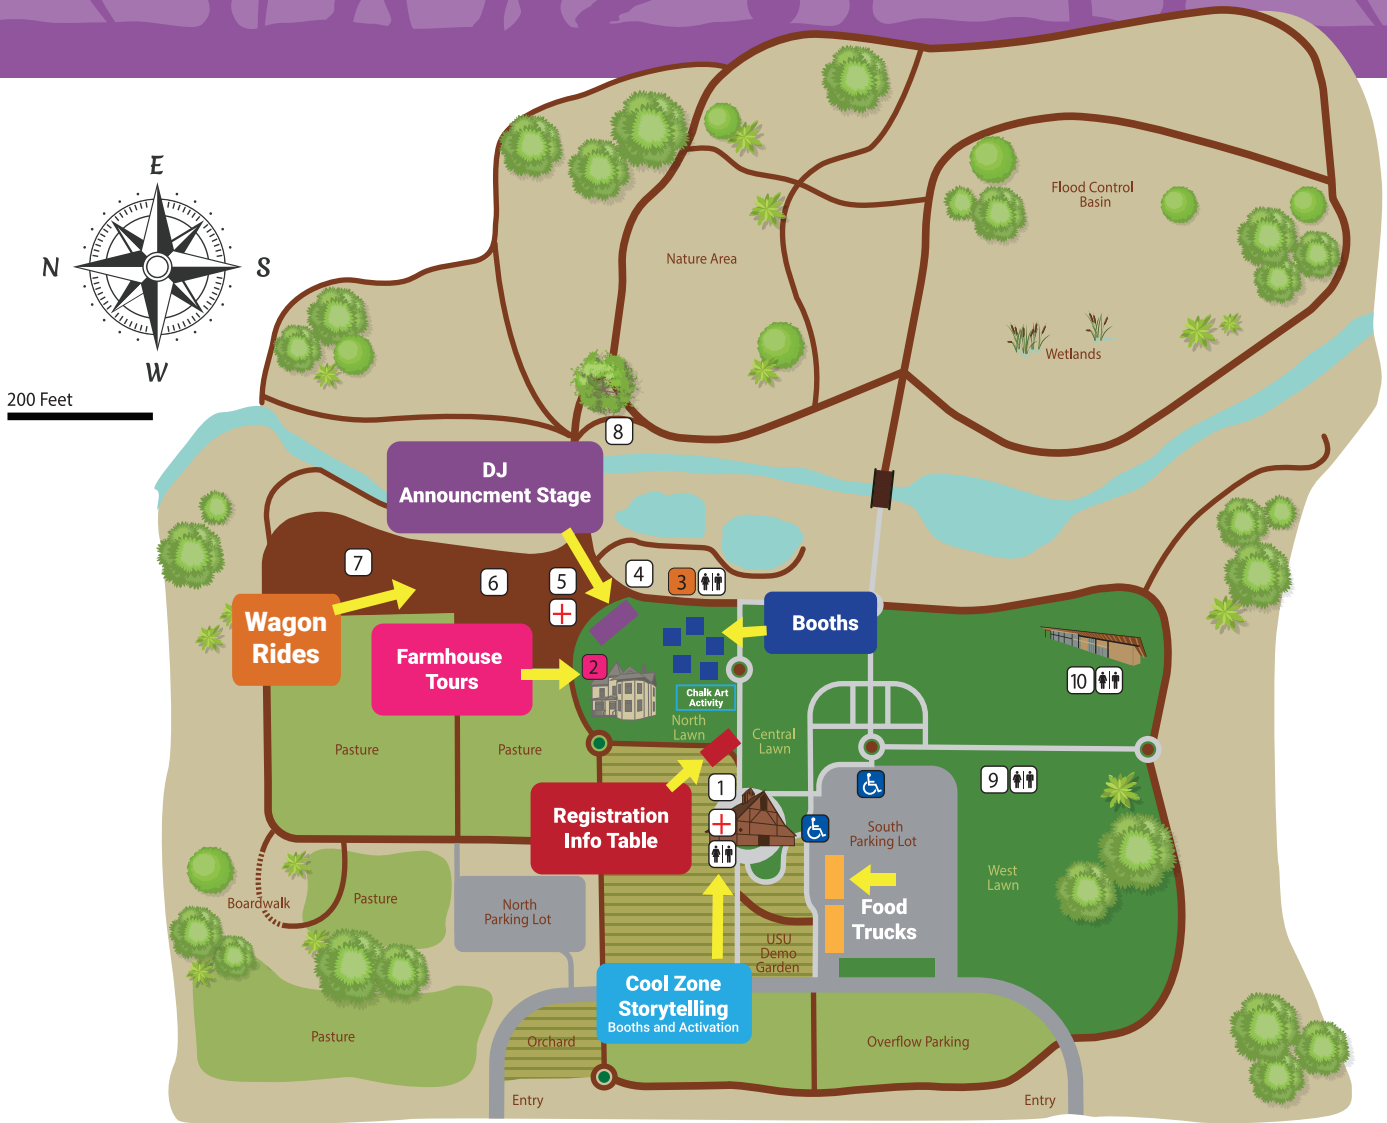 E
N
S
W
200 Feet
Flood Control
Basin
Nature Area
Wetlands
8
DJ
Announcment Stage
7
6
5
4
3
Wagon
Rides
Farmhouse
Tours
2
Booths
Chalk Art
Activity
North
Lawn
Central
Lawn
10
9
Pasture
Pasture
Registration
Info Table
1
South
Parking Lot
West
Lawn
Boardwalk
Pasture
North
Parking Lot
Food
Trucks
USU
Demo
Garden
Cool Zone
Storytelling
Booths and Activation
Pasture
Orchard
Overflow Parking
Entry
Entry